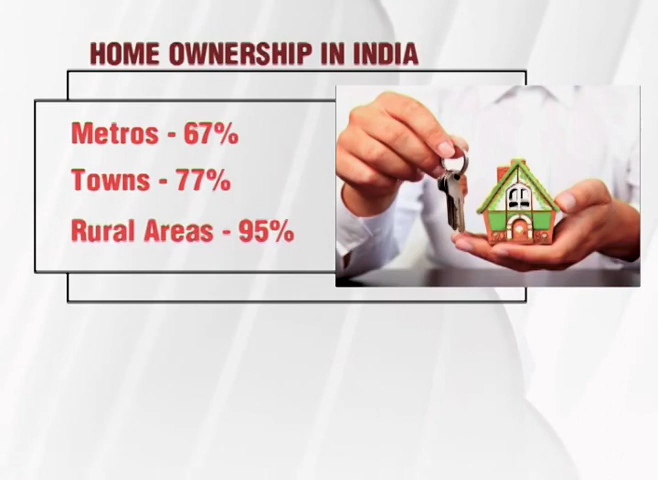 HOME OWNERSHIP IN INDIA
Metros - 67%
Towns - 77%
Rural Areas - 95%